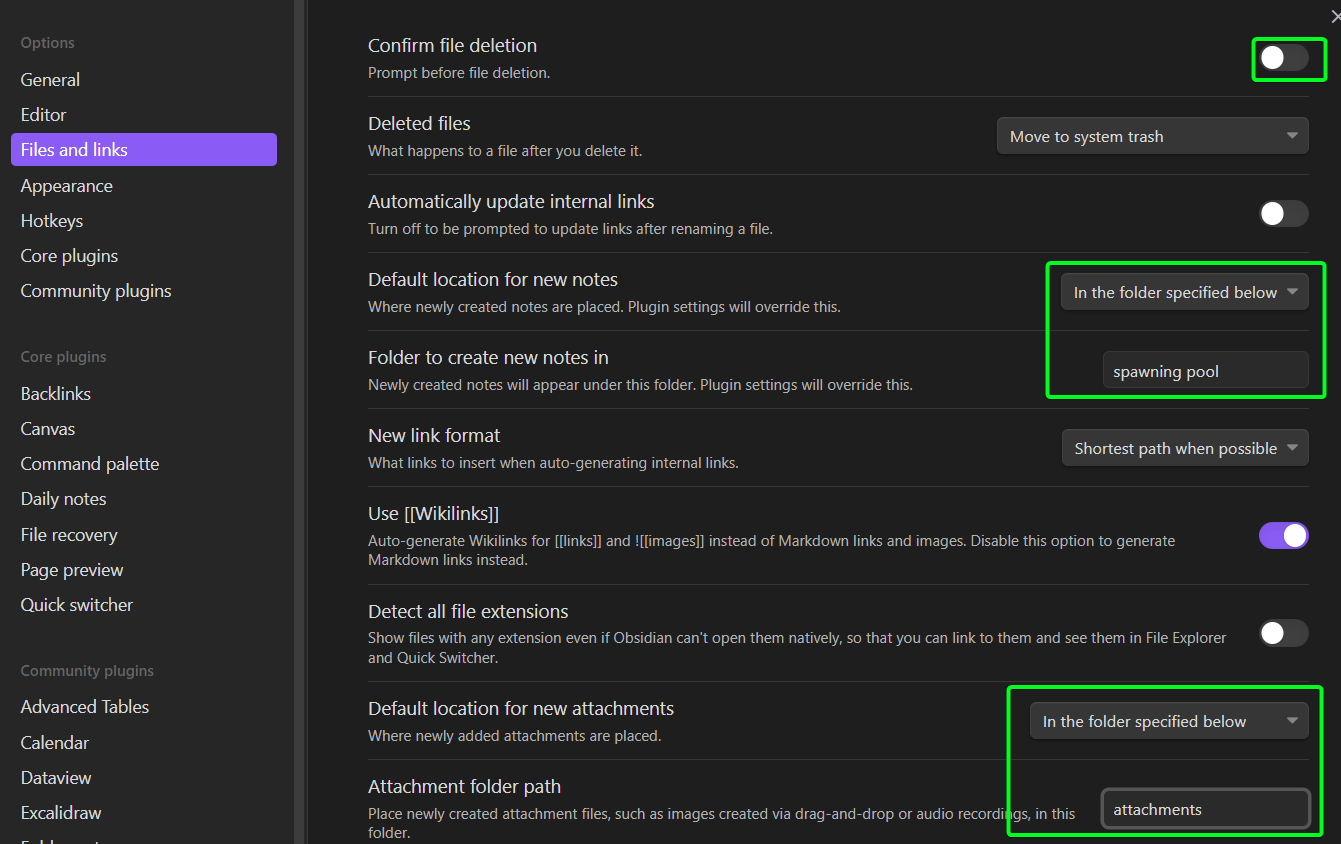 Options
General
Editor
Files and links
Appearance
Hotkeys
Core plugins
Community plugins
Core plugins
Backlinks
Canvas
Command palette
Daily notes
File recovery
Page preview
Quick switcher
Community plugins
Advanced Tables
Calendar
Dataview
Excalidraw
Confirm file deletion
Prompt before file deletion.
Deleted files
What happens to a file after you delete it.
Move to system trash
Automatically update internal links
Turn off to be prompted to update links after renaming a file.
Default location for new notes
Where newly created notes are placed. Plugin settings will override this.
In the folder specified below
Folder to create new notes in
Newly created notes will appear under this folder. Plugin settings will override this.
spawning pool
New link format
What links to insert when auto-generating internal links.
Shortest path when possible
Use [[Wikilinks]]
Auto-generate Wikilinks for [[links]] and ![[images]] instead of Markdown links and images. Disable this option to generate
Markdown links instead.
Detect all file extensions
Show files with any extension even if Obsidian can't open them natively, so that you can link to them and see them in File Explorer
and Quick Switcher.
Default location for new attachments
Where newly added attachments are placed.
In the folder specified below
Attachment folder path
Place newly created attachment files, such as images created via drag-and-drop or audio recordings, in this
folder.
attachments